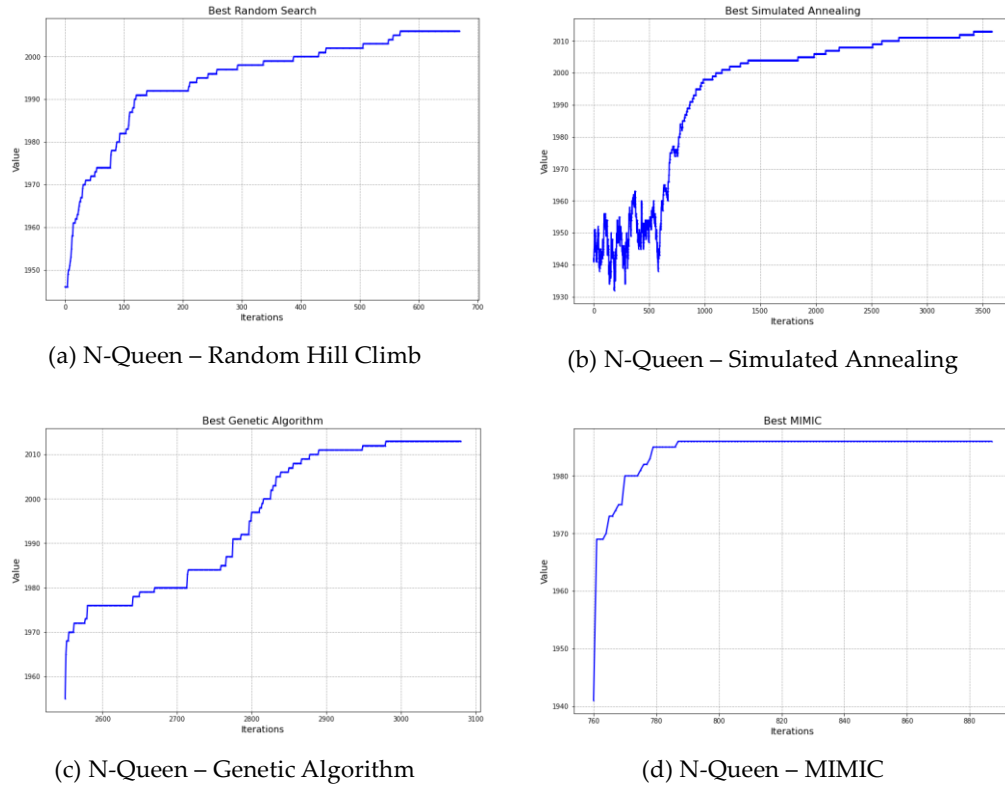 Best Random Search
Value
2000
1990
1980
1970
1960
1950
0 100 200 300 400 500 600 700
Iterations
(a) N-Queen – Random Hill Climb
Best Simulated Annealing
Value
2010
2000
1990
1980
1970
1960
1950
1940
1930
0 500 1000 1500 2000 2500 3000 3500
Iterations
(b) N-Queen – Simulated Annealing
Best Genetic Algorithm
Value
2010
2000
1990
1980
1970
1960
2600 2700 2800 2900 3000 3100
Iterations
(c) N-Queen – Genetic Algorithm
Best MIMIC
Value
1980
1970
1960
1950
1940
760 780 800 820 840 860 880
Iterations
(d) N-Queen – MIMIC